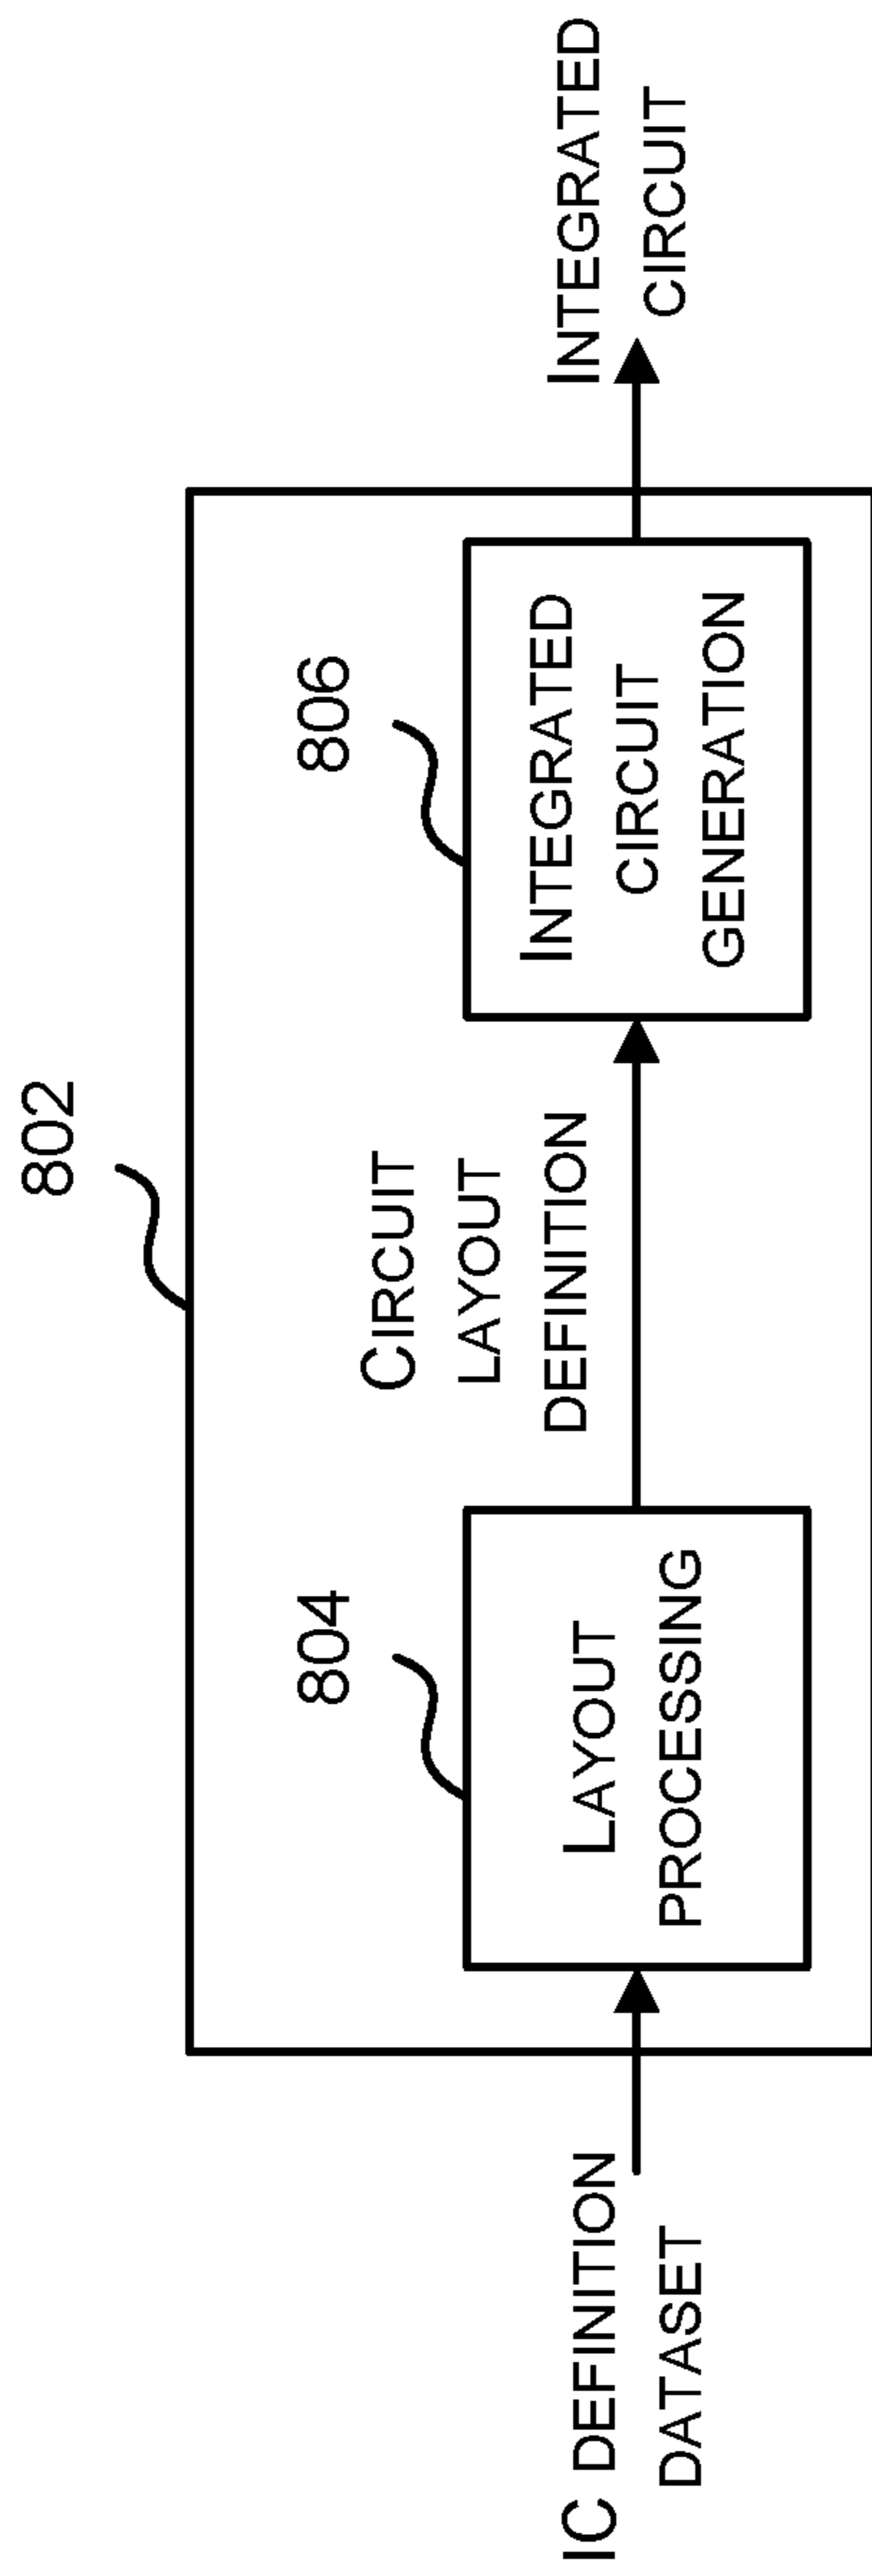 802
804
806
IC DEFINITION
DATASET
LAYOUT
PROCESSING
CIRCUIT
LAYOUT
DEFINITION
INTEGRATED
CIRCUIT
GENERATION
INTEGRATED
CIRCUIT